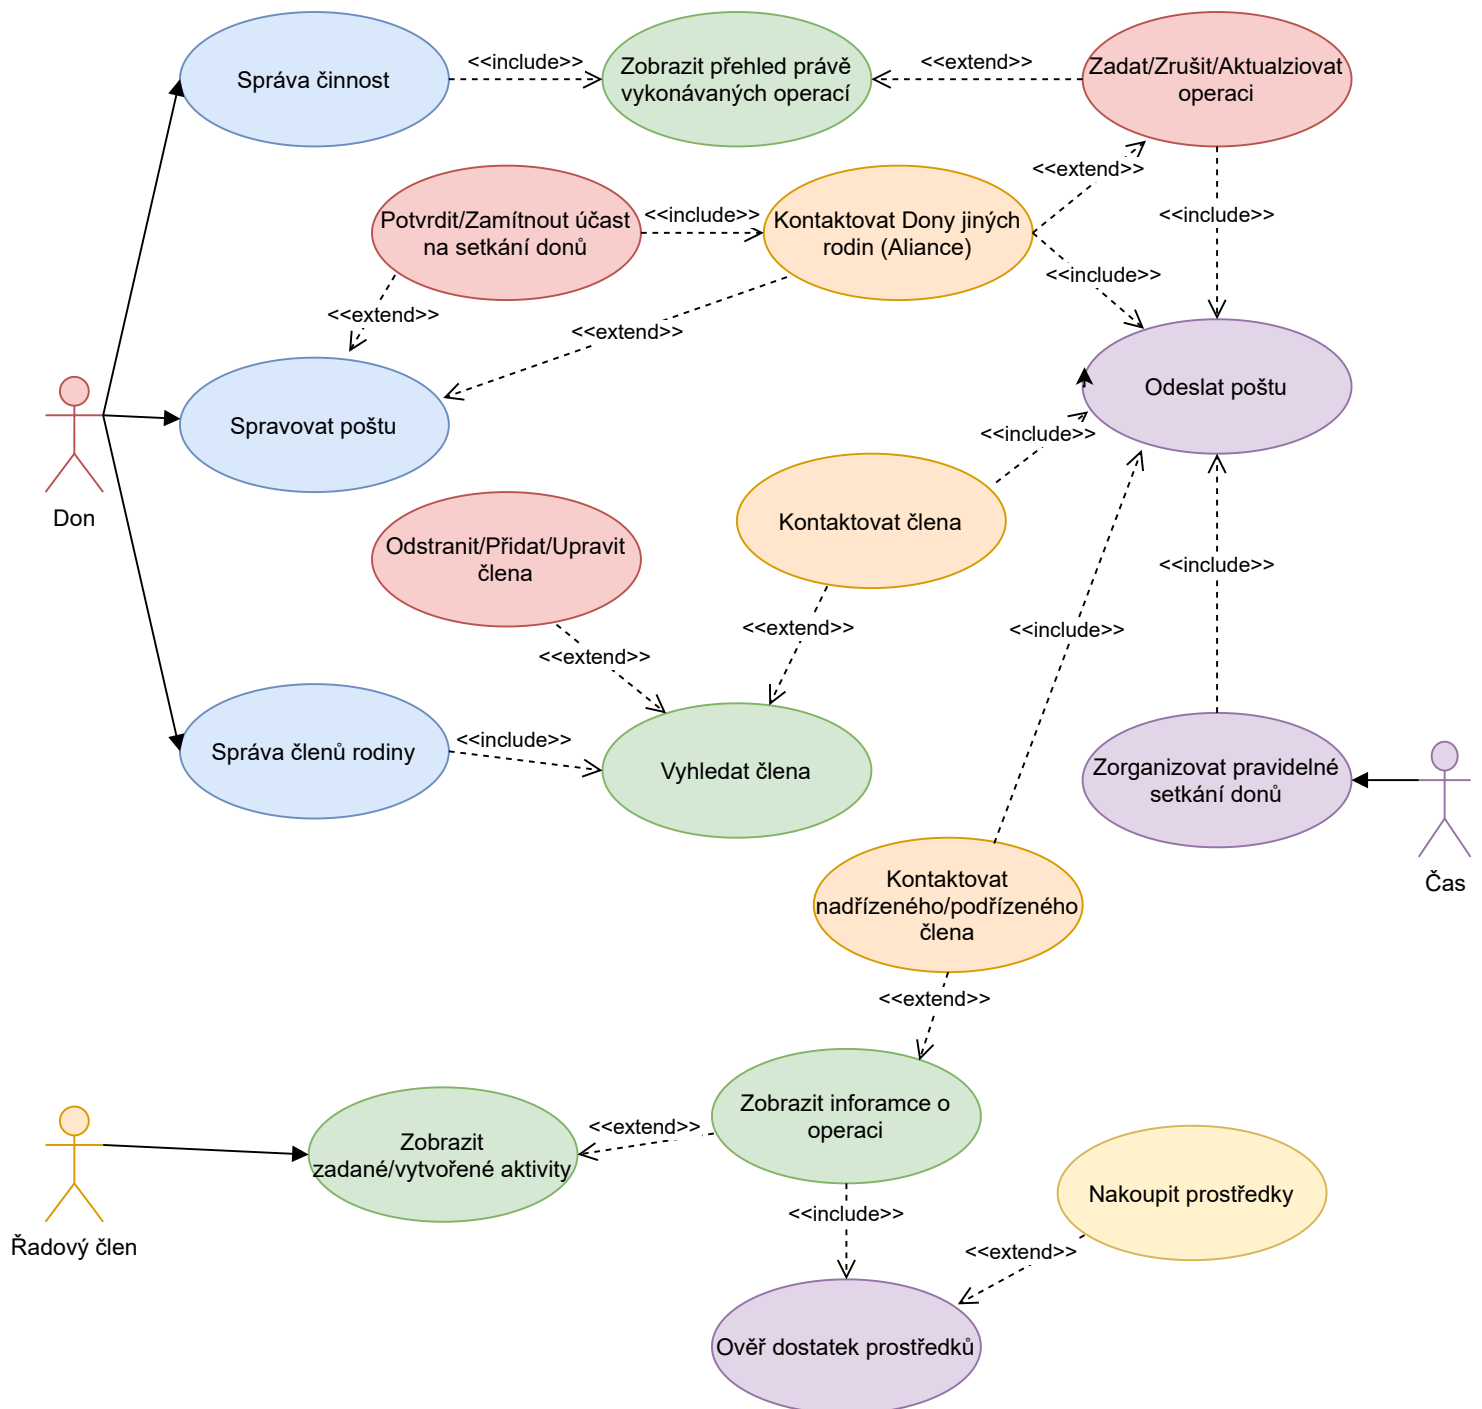 Správa činnost
<<include>>
Zobrazit přehled právě
vykonávaných operací
<<extend>>
Zadat/Zrušit/Aktualziovat
operaci
Potvrdit/Zamítnout účast
na setkání donů
<<include>>
Kontaktovat Dony jiných
rodin (Aliance)
<<extend>>
<<include>>
<<include>>
<<extend>>
<<extend>>
Spravovat poštu
Odeslat poštu
Don
<<include>>
Kontaktovat člena
Odstranit/Přidat/Upravit
člena
<<include>>
<<extend>>
<<include>>
<<extend>>
Správa členů rodiny
<<include>>
Vyhledat člena
Zorganizovat pravidelné
setkání donů
Čas
Kontaktovat
nadřízeného/podřízeného
člena
<<extend>>
Zobrazit inforamce o
operaci
<<extend>>
Zobrazit
zadané/vytvořené aktivity
Řadový člen
Nakoupit prostředky
<<include>>
<<extend>>
Ověř dostatek prostředků